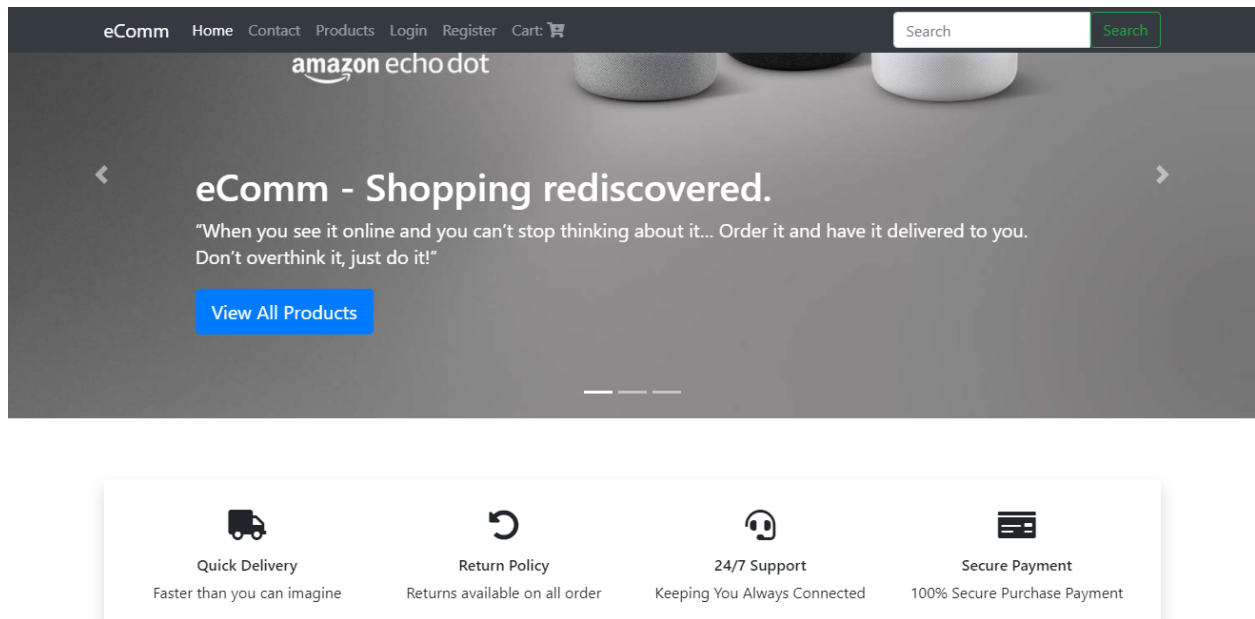 eComm Home Contact Products Login Register Cart: Search Search
amazon echo dot
eComm - Shopping rediscovered.
“When you see it online and you can’t stop thinking about it... Order it and have it delivered to you.
Don’t overthink it, just do it!”
View All Products
Quick Delivery Return Policy 24/7 Support Secure Payment
Faster than you can imagine Returns available on all order Keeping You Always Connected 100% Secure Purchase Payment